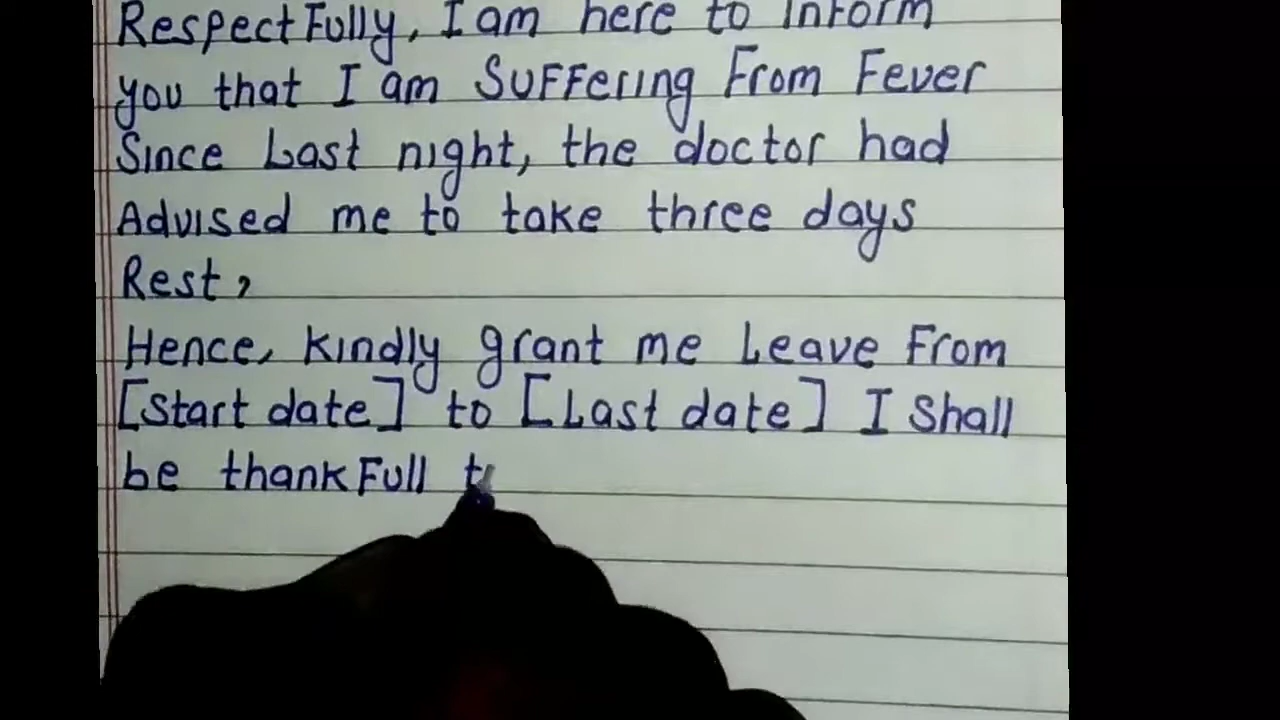 RespectFully, I am here to inForm
you that I am SuFFering From Fever
Since Last night, the doctor had
Advised me to take three days
Rest,
Hence, kindly grant me Leave From
[Start date] to [Last date] I Shall
be thankFull